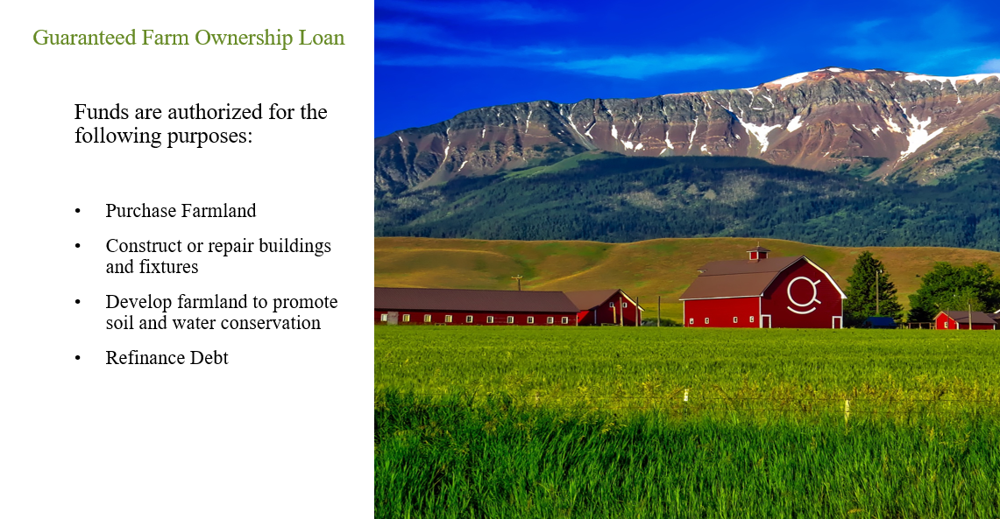 Guaranteed Farm Ownership Loan
Funds are authorized for the
following purposes:
• Purchase Farmland
• Construct or repair buildings
and fixtures
• Develop farmland to promote
soil and water conservation
• Refinance Debt